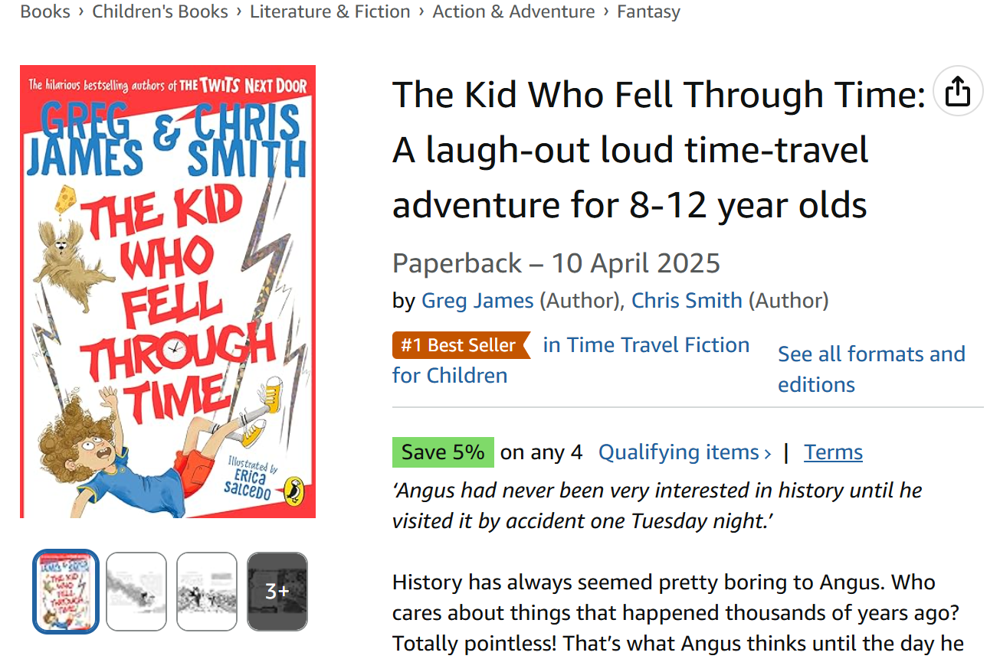 Books › Children's Books › Literature & Fiction › Action & Adventure › Fantasy
The hilarious bestselling authors of THE TWITS NEXT DOOR
GREG JAMES & CHRIS SMITH
THE KID
WHO
FELL
THROUGH
TIME
Illustrated by
ERICA
SALCEDO
3+
The Kid Who Fell Through Time:
A laugh-out loud time-travel
adventure for 8-12 year olds
Paperback – 10 April 2025
by Greg James (Author), Chris Smith (Author)
#1 Best Seller in Time Travel Fiction
for Children
See all formats and
editions
Save 5% on any 4 Qualifying items › | Terms
‘Angus had never been very interested in history until he
visited it by accident one Tuesday night.’
History has always seemed pretty boring to Angus. Who
cares about things that happened thousands of years ago?
Totally pointless! That’s what Angus thinks until the day he